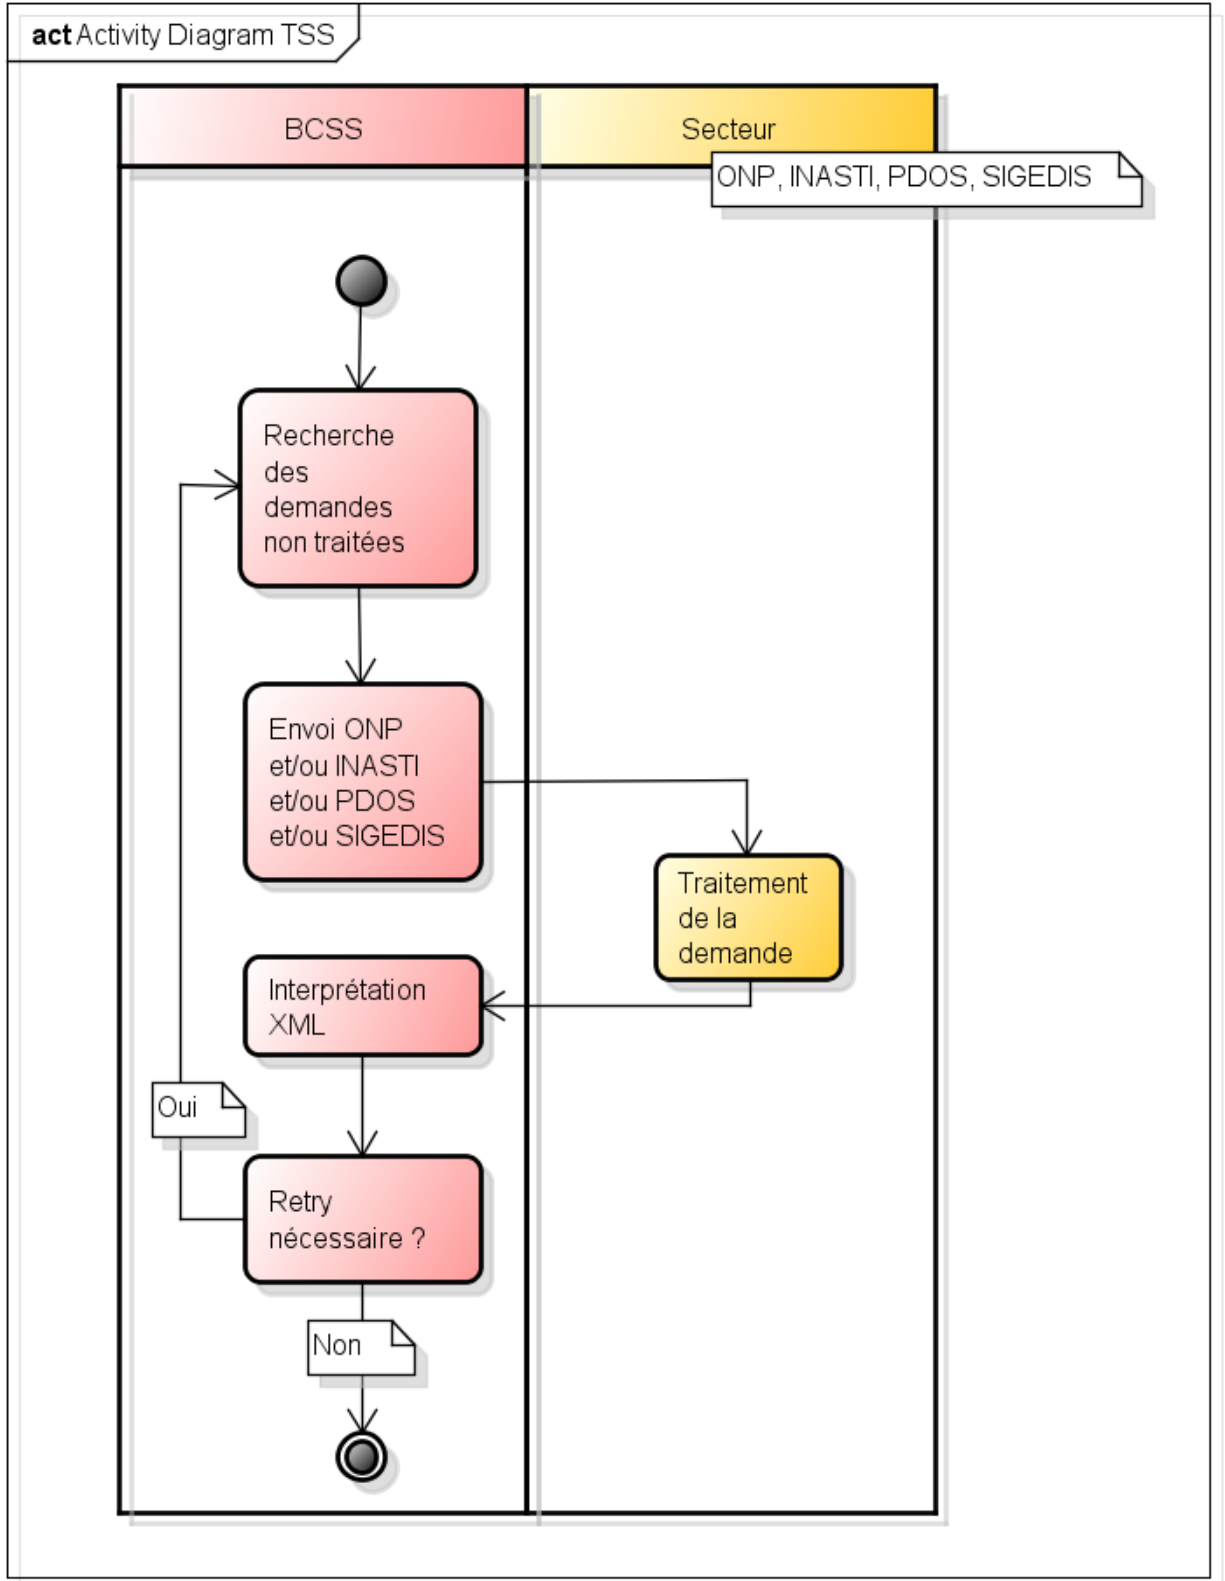 act Activity Diagram TSS
BCSS
Secteur
ONP, INASTI, PDOS, SIGEDIS
Recherche
des
demandes
non traitées
Envoi ONP
et/ou INASTI
et/ou PDOS
et/ou SIGEDIS
Traitement
de la
demande
Interprétation
XML
Oui
Retry
nécessaire ?
Non